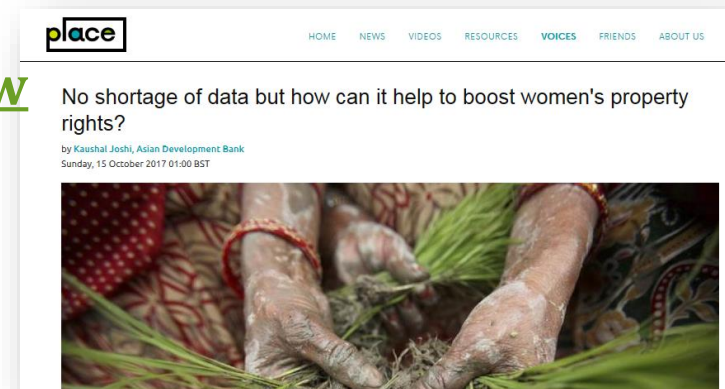 place
HOME NEWS VIDEOS RESOURCES VOICES FRIENDS ABOUT US
w
No shortage of data but how can it help to boost women's property
rights?
by Kaushal Joshi, Asian Development Bank
Sunday, 15 October 2017 01:00 BST